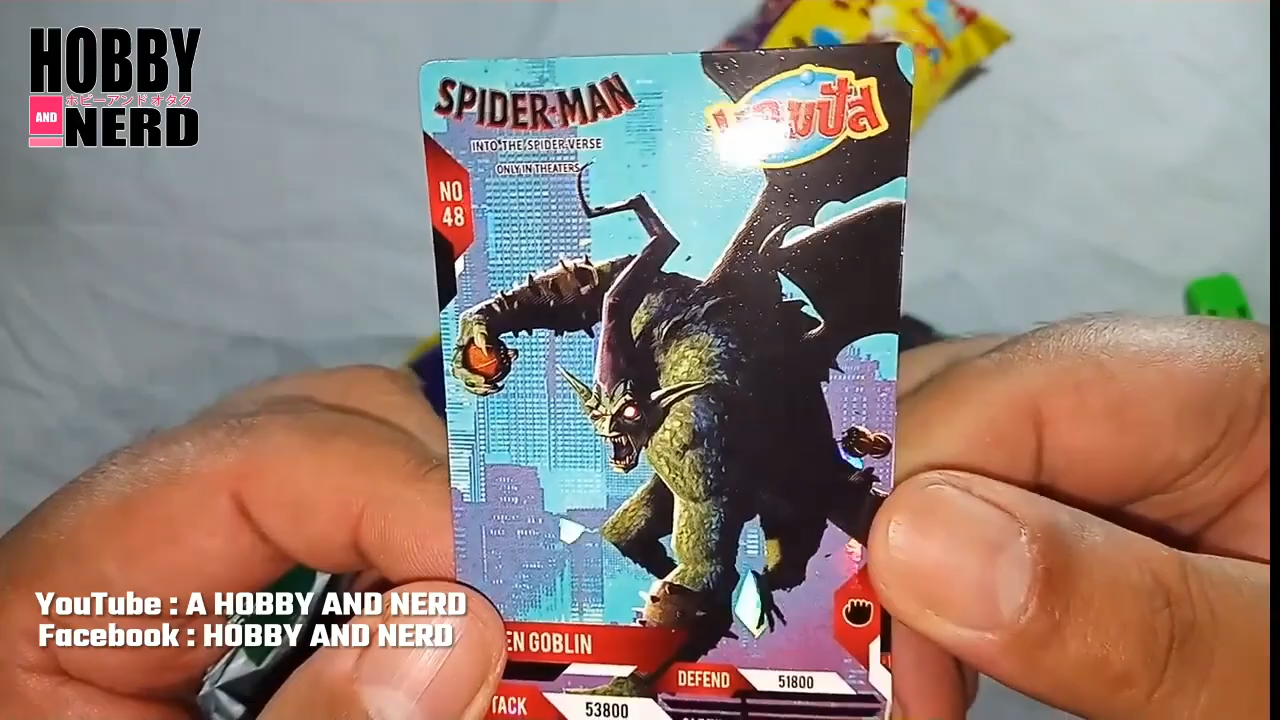 HOBBY
ホビーアンドオタク
AND
NERD
SPIDER-MAN
INTO THE SPIDER-VERSE
ONLY IN THEATERS
NO
48
EN GOBLIN
DEFEND
51800
TACK
53800
YouTube : A HOBBY AND NERD
Facebook : HOBBY AND NERD